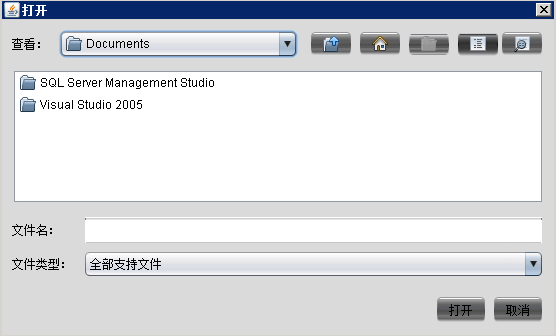 打开
查看： Documents
SQL Server Management Studio
Visual Studio 2005
文件名：
文件类型： 全部支持文件
打开 取消